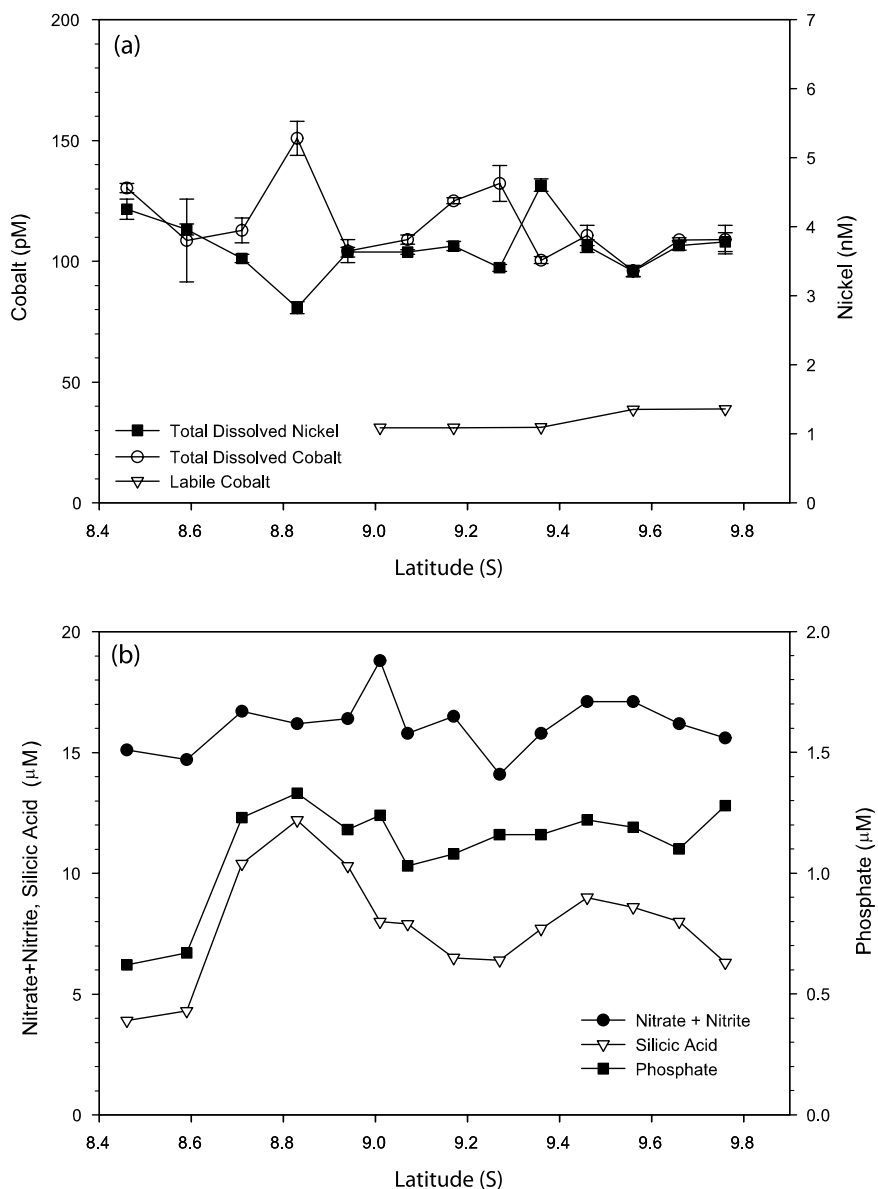 (a)
200
150
100
50
0
Cobalt (pM)
7
6
5
4
3
2
1
0
Nickel (nM)
Total Dissolved Nickel
Total Dissolved Cobalt
Labile Cobalt
8.4 8.6 8.8 9.0 9.2 9.4 9.6 9.8
Latitude (S)
(b)
20
15
10
5
0
Nitrate+Nitrite, Silicic Acid (μM)
2.0
1.5
1.0
0.5
0.0
Phosphate (μM)
Nitrate + Nitrite
Silicic Acid
Phosphate
8.4 8.6 8.8 9.0 9.2 9.4 9.6 9.8
Latitude (S)